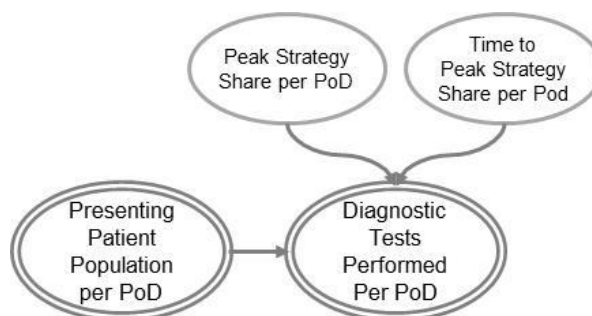 Peak Strategy
Share per PoD
Time to
Peak Strategy
Share per Pod
Presenting
Patient
Population
per PoD
Diagnostic
Tests
Performed
Per PoD